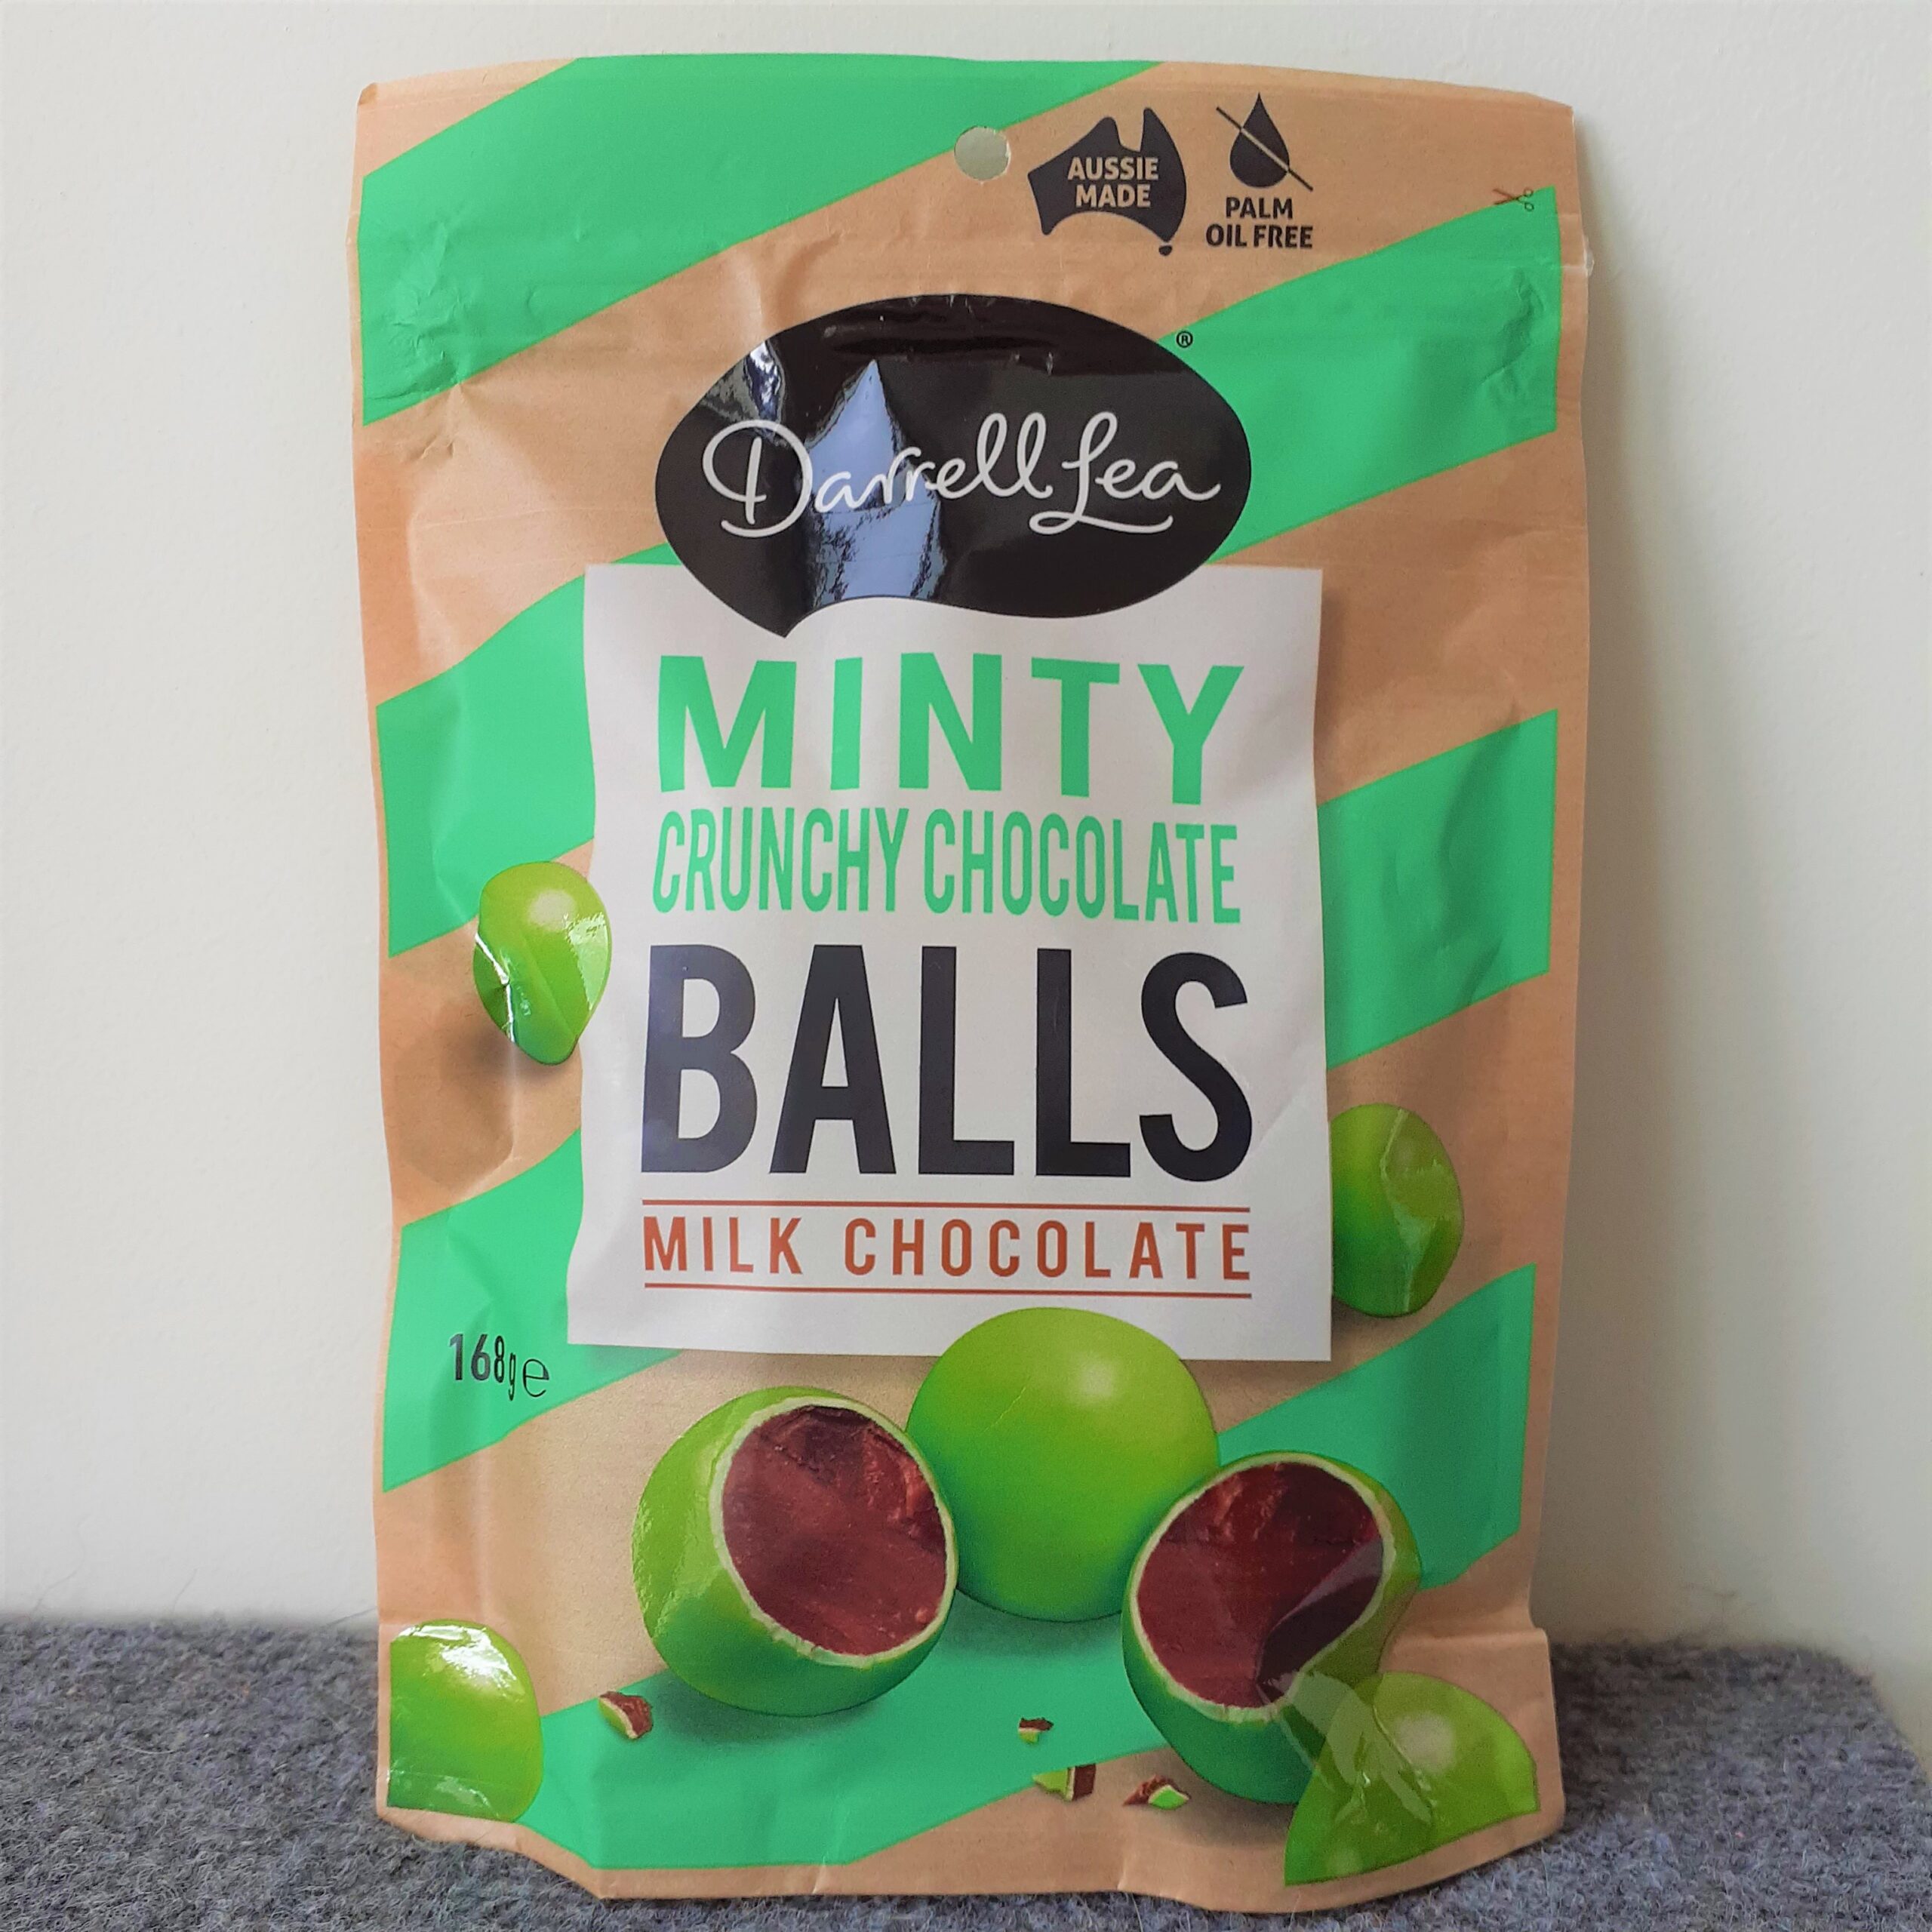 AUSSIE
MADE
PALM
OIL FREE
Darrell Lea®
MINTY
CRUNCHY CHOCOLATE
BALLS
MILK CHOCOLATE
168g e